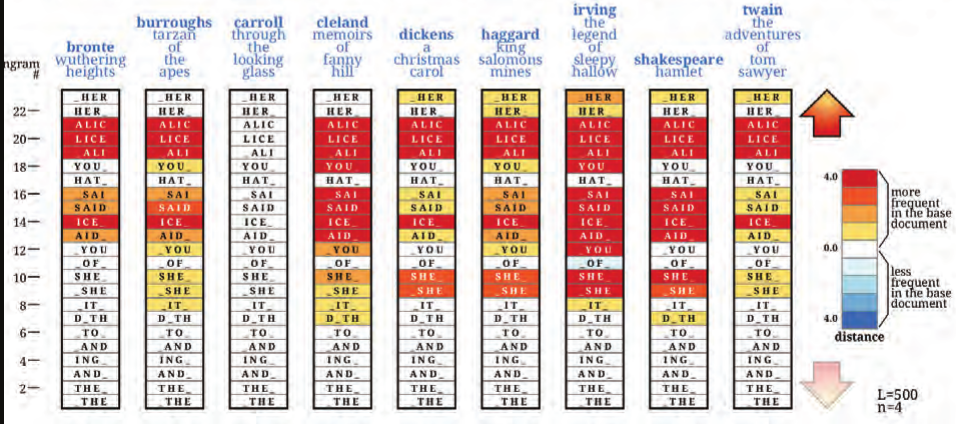 ngram
#
bronte
wuthering
heights
burroughs
tarzan
of
the
apes
carroll
through
the
looking
glass
cleland
memoirs
of
fanny
hill
dickens
a
christmas
carol
haggard
king
salomons
mines
irving
the
legend
of
sleepy
hallow
shakespeare
hamlet
twain
the
adventures
of
tom
sawyer
_HER _HER _HER _HER _HER _HER _HER _HER _HER
22 HER_ HER_ HER_ HER_ HER_ HER_ HER_ HER_ HER_
ALIC ALIC ALIC ALIC ALIC ALIC ALIC ALIC ALIC
20 LICE LICE LICE LICE LICE LICE LICE LICE LICE
_ALI _ALI _ALI _ALI _ALI _ALI _ALI _ALI _ALI
18 YOU_ YOU_ YOU_ YOU_ YOU_ YOU_ YOU_ YOU_ YOU_
HAT_ HAT_ HAT_ HAT_ HAT_ HAT_ HAT_ HAT_ HAT_
16 _SAI _SAI _SAI _SAI _SAI _SAI _SAI _SAI _SAI
SAID SAID SAID SAID SAID SAID SAID SAID SAID
14 ICE_ ICE_ ICE_ ICE_ ICE_ ICE_ ICE_ ICE_ ICE_
AID_ AID_ AID_ AID_ AID_ AID_ AID_ AID_ AID_
12 _YOU _YOU _YOU _YOU _YOU _YOU _YOU _YOU _YOU
_OF_ _OF_ _OF_ _OF_ _OF_ _OF_ _OF_ _OF_ _OF_
10 SHE_ SHE_ SHE_ SHE_ SHE_ SHE_ SHE_ SHE_ SHE_
_SHE _SHE _SHE _SHE _SHE _SHE _SHE _SHE _SHE
8 _IT_ _IT_ _IT_ _IT_ _IT_ _IT_ _IT_ _IT_ _IT_
D_TH D_TH D_TH D_TH D_TH D_TH D_TH D_TH D_TH
6 _TO_ _TO_ _TO_ _TO_ _TO_ _TO_ _TO_ _TO_ _TO_
_AND _AND _AND _AND _AND _AND _AND _AND _AND
4 ING_ ING_ ING_ ING_ ING_ ING_ ING_ ING_ ING_
AND_ AND_ AND_ AND_ AND_ AND_ AND_ AND_ AND_
2 THE_ THE_ THE_ THE_ THE_ THE_ THE_ THE_ THE_
_THE _THE _THE _THE _THE _THE _THE _THE _THE
4.0
more
frequent
in the base
document
0.0
less
frequent
in the base
document
4.0
distance
L=500
n=4